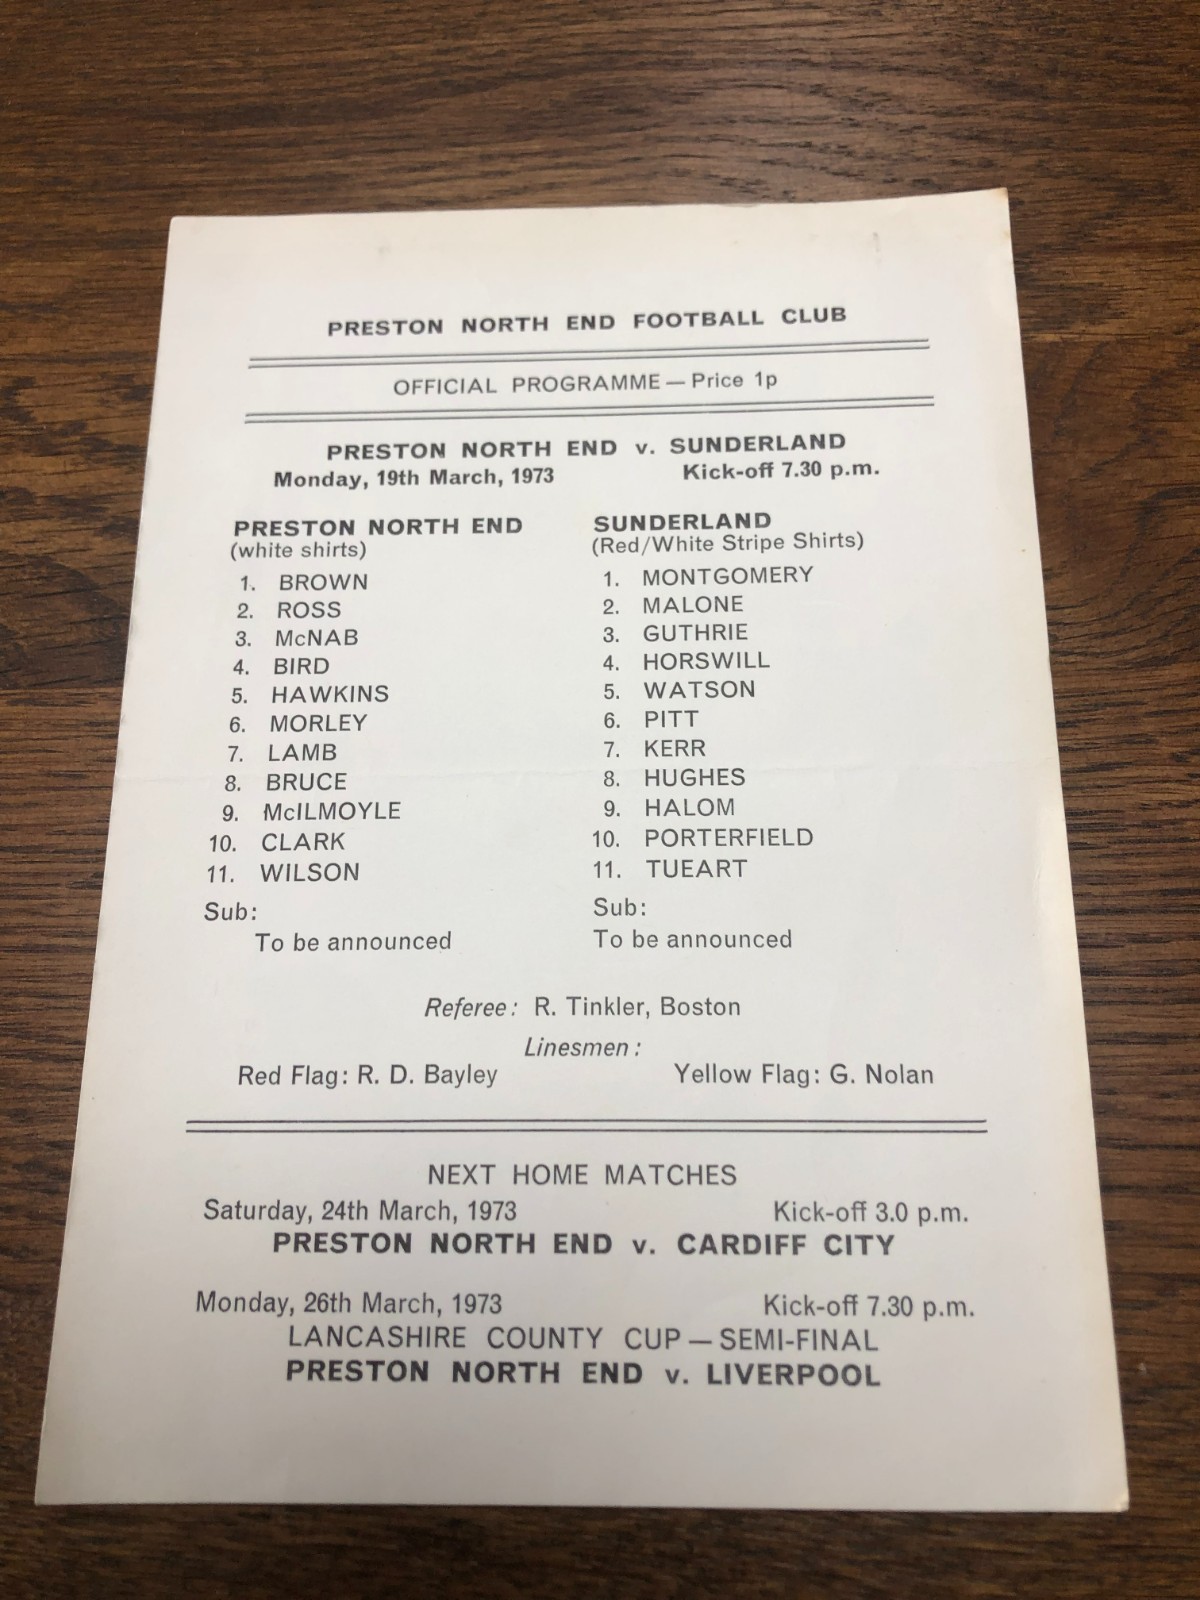 PRESTON NORTH END FOOTBALL CLUB
OFFICIAL PROGRAMME — Price 1p
PRESTON NORTH END v. SUNDERLAND
Monday, 19th March, 1973 Kick-off 7.30 p.m.
PRESTON NORTH END
(white shirts)
1. BROWN
2. ROSS
3. McNAB
4. BIRD
5. HAWKINS
6. MORLEY
7. LAMB
8. BRUCE
9. McILMOYLE
10. CLARK
11. WILSON
Sub:
To be announced
SUNDERLAND
(Red/White Stripe Shirts)
1. MONTGOMERY
2. MALONE
3. GUTHRIE
4. HORSWILL
5. WATSON
6. PITT
7. KERR
8. HUGHES
9. HALOM
10. PORTERFIELD
11. TUEART
Sub:
To be announced
Referee: R. Tinkler, Boston
Linesmen:
Red Flag: R. D. Bayley Yellow Flag: G. Nolan
NEXT HOME MATCHES
Saturday, 24th March, 1973 Kick-off 3.0 p.m.
PRESTON NORTH END v. CARDIFF CITY
Monday, 26th March, 1973 Kick-off 7.30 p.m.
LANCASHIRE COUNTY CUP — SEMI-FINAL
PRESTON NORTH END v. LIVERPOOL